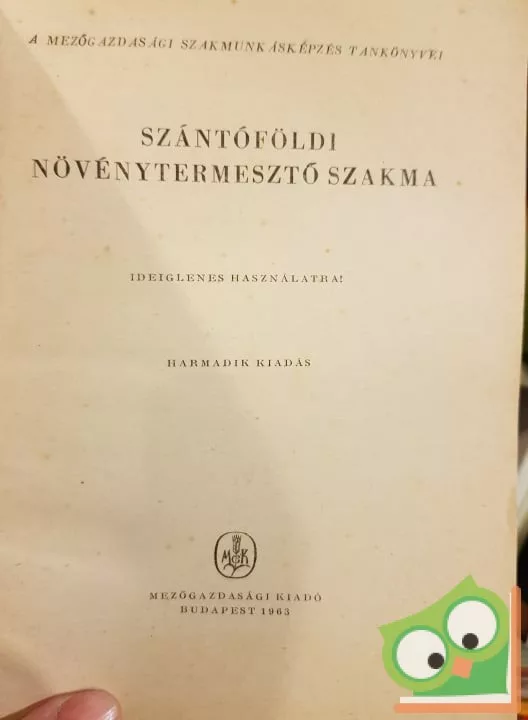 A MEZŐGAZDASÁGI SZAKMUNKÁSKÉPZÉS TANKÖNYVEI
SZÁNTÓFÖLDI
NÖVÉNYTERMESZTŐ SZAKMA
IDEIGLENES HASZNÁLATRA!
HARMADIK KIADÁS
MGK
MEZŐGAZDASÁGI KIADÓ
BUDAPEST 1963